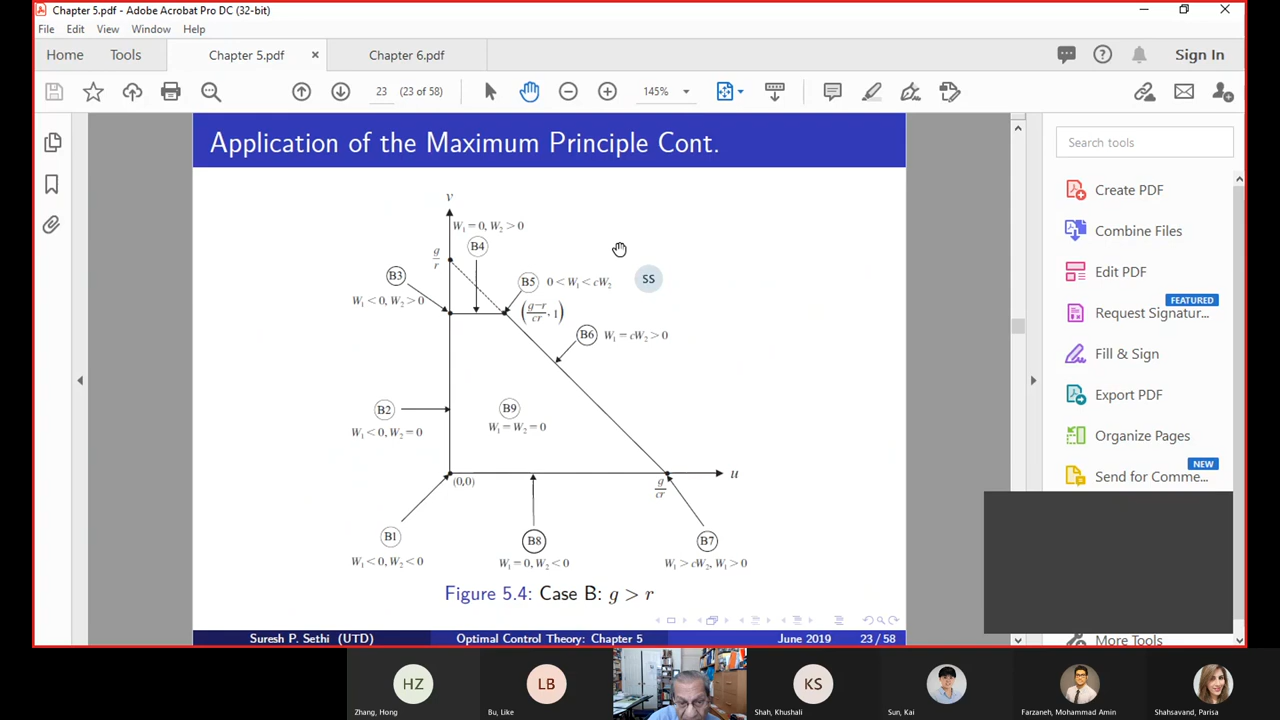 Chapter 5.pdf - Adobe Acrobat Pro DC (32-bit)
File Edit View Window Help
Home Tools Chapter 5.pdf × Chapter 6.pdf Sign In
23 (23 of 58) 145%
Application of the Maximum Principle Cont.
Search tools
Create PDF
Combine Files
Edit PDF
FEATURED
Request Signatur...
Fill & Sign
Export PDF
Organize Pages
NEW
Send for Comme...
More Tools
v
W₁ = 0, W₂ > 0
B4
g/r
B3
W₁ < 0, W₂ > 0
B5 0 < W₁ < cW₂
SS
(g−r/cr, 1)
B6 W₁ = cW₂ > 0
B2
W₁ < 0, W₂ = 0
B9
W₁ = W₂ = 0
u
(0,0)
g/cr
B1
W₁ < 0, W₂ < 0
B8
W₁ = 0, W₂ < 0
B7
W₁ > cW₂, W₁ > 0
Figure 5.4: Case B: g > r
Suresh P. Sethi (UTD) Optimal Control Theory: Chapter 5 June 2019 23 / 58
HZ
Zhang, Hong
LB
Bu, Like
KS
Shah, Khushali
Sun, Kai
Farzaneh, Mohammad Amin
Shahsavand, Parisa